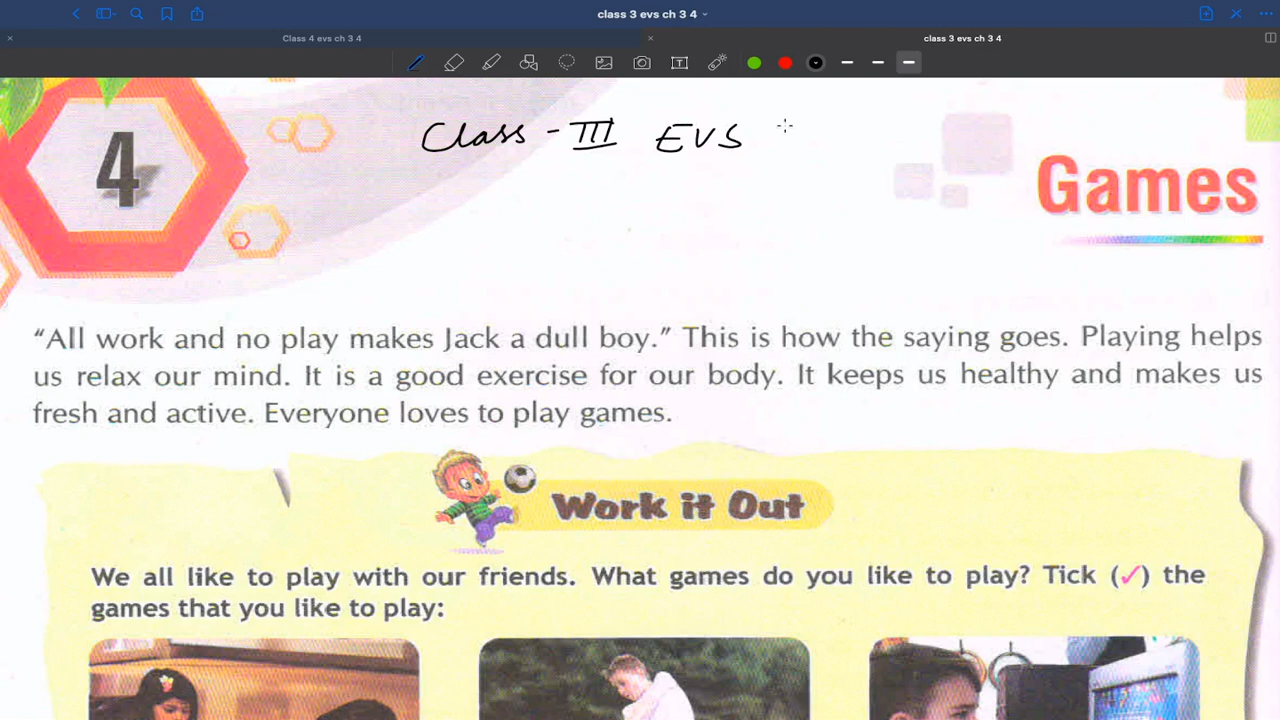 class 3 evs ch 3 4
Class 4 evs ch 3 4
class 3 evs ch 3 4
Class - III EVS
4
Games
“All work and no play makes Jack a dull boy.” This is how the saying goes. Playing helps
us relax our mind. It is a good exercise for our body. It keeps us healthy and makes us
fresh and active. Everyone loves to play games.
Work it Out
We all like to play with our friends. What games do you like to play? Tick (✓) the
games that you like to play: